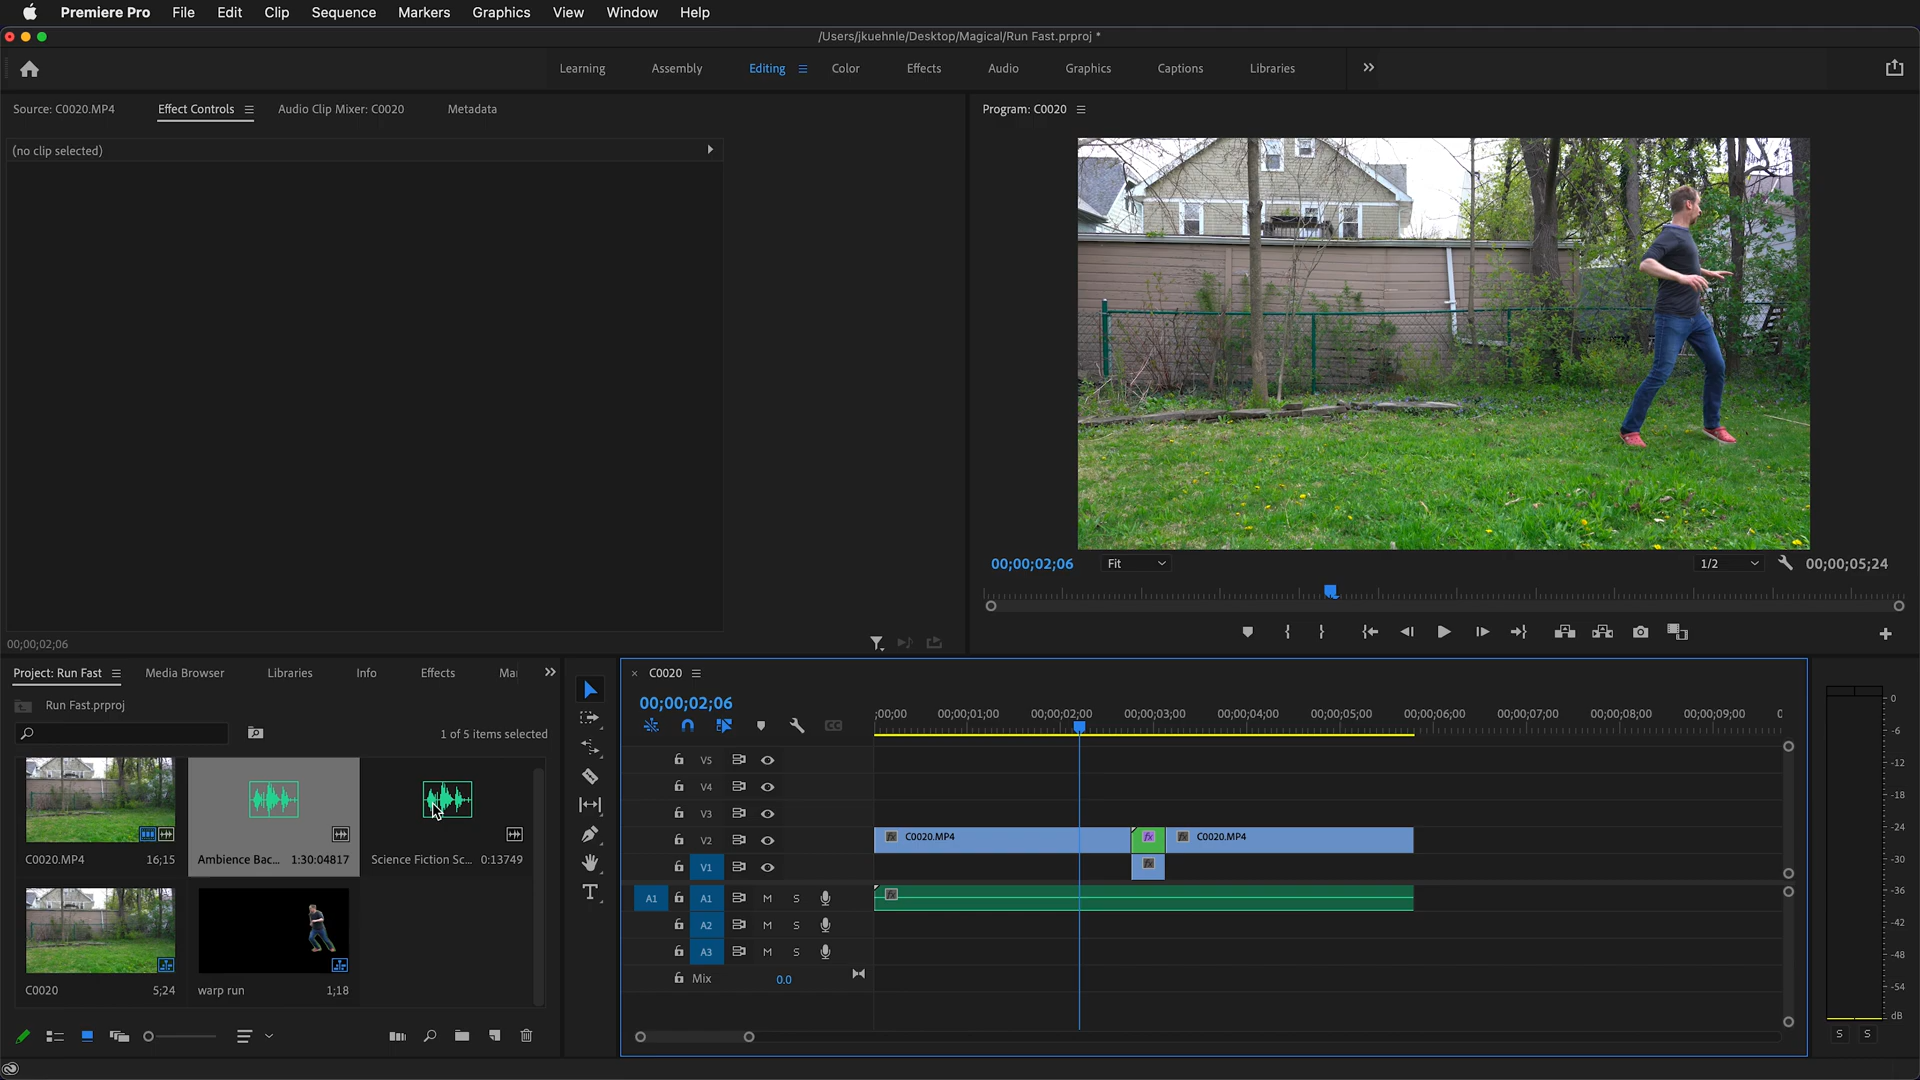 Premiere Pro File Edit Clip Sequence Markers Graphics View Window Help
/Users/jkuehnle/Desktop/Magical/Run Fast.prproj *
Learning Assembly Editing Color Effects Audio Graphics Captions Libraries
Source: C0020.MP4 Effect Controls Audio Clip Mixer: C0020 Metadata
Program: C0020
(no clip selected)
00;00;02;06 Fit 1/2 00;00;05;24
00;00;02;06
Project: Run Fast Media Browser Libraries Info Effects Ma
Run Fast.prproj
1 of 5 items selected
C0020.MP4 16;15
Ambience Bac... 1:30:04817
Science Fiction Sc... 0:13749
C0020 5;24
warp run 1;18
C0020
00;00;02;06
;00;00 00;00;01;00 00;00;02;00 00;00;03;00 00;00;04;00 00;00;05;00 00;00;06;00 00;00;07;00 00;00;08;00 00;00;09;00
CC
V5
V4
V3
V2 fx C0020.MP4 fx fx C0020.MP4
V1 fx
A1 A1 M S fx
A2 M S
A3 M S
Mix 0.0
0
-6
-12
-18
-24
-30
-36
-42
-48
-54
dB
S S